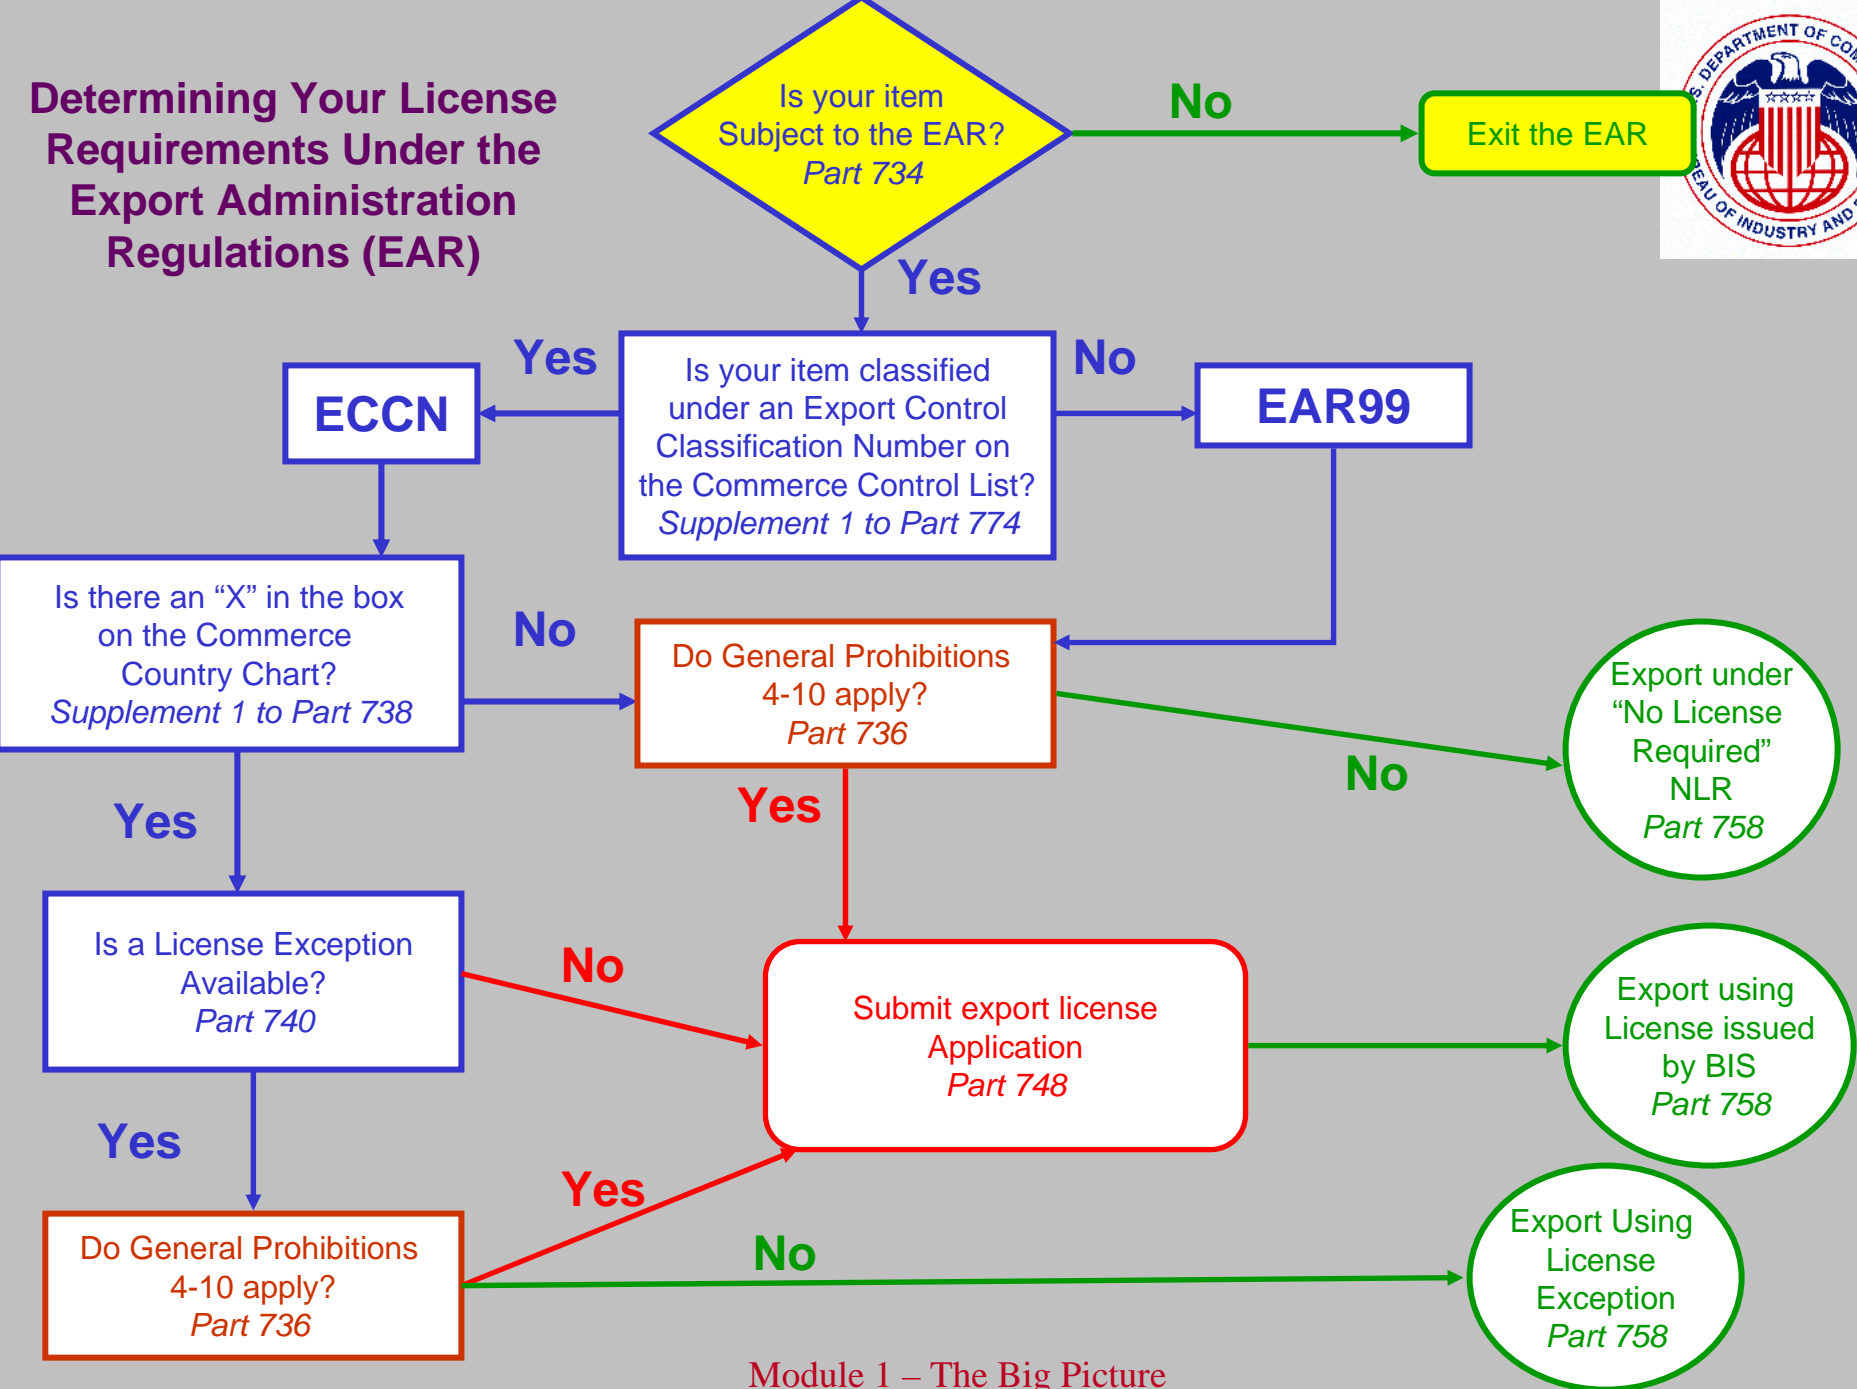 Determining Your License
Requirements Under the
Export Administration
Regulations (EAR)
Is your item
Subject to the EAR?
Part 734
No
Exit the EAR
Yes
Yes
Is your item classified
under an Export Control
Classification Number on
the Commerce Control List?
Supplement 1 to Part 774
No
ECCN
EAR99
Is there an “X” in the box
on the Commerce
Country Chart?
Supplement 1 to Part 738
No
Do General Prohibitions
4-10 apply?
Part 736
No
Export under
“No License
Required”
NLR
Part 758
Yes
Yes
Is a License Exception
Available?
Part 740
No
Submit export license
Application
Part 748
Export using
License issued
by BIS
Part 758
Yes
Yes
Do General Prohibitions
4-10 apply?
Part 736
No
Export Using
License
Exception
Part 758
Module 1 – The Big Picture
DEPARTMENT OF
OF INDUSTRY AND